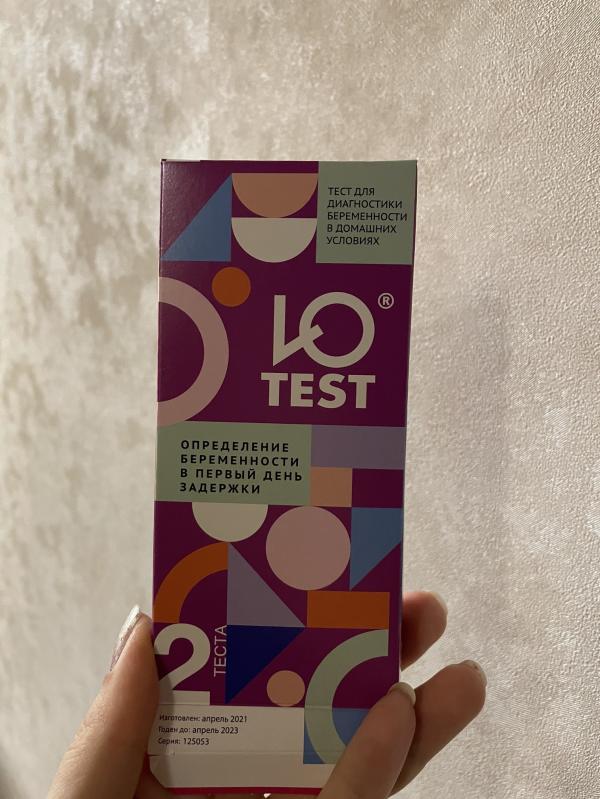 ТЕСТ ДЛЯ
ДИАГНОСТИКИ
БЕРЕМЕННОСТИ
В ДОМАШНИХ
УСЛОВИЯХ
Ю®
TEST
ОПРЕДЕЛЕНИЕ
БЕРЕМЕННОСТИ
В ПЕРВЫЙ ДЕНЬ
ЗАДЕРЖКИ
2 ТЕСТА
Изготовлен: апрель 2021
Годен до: апрель 2023
Серия: 125053